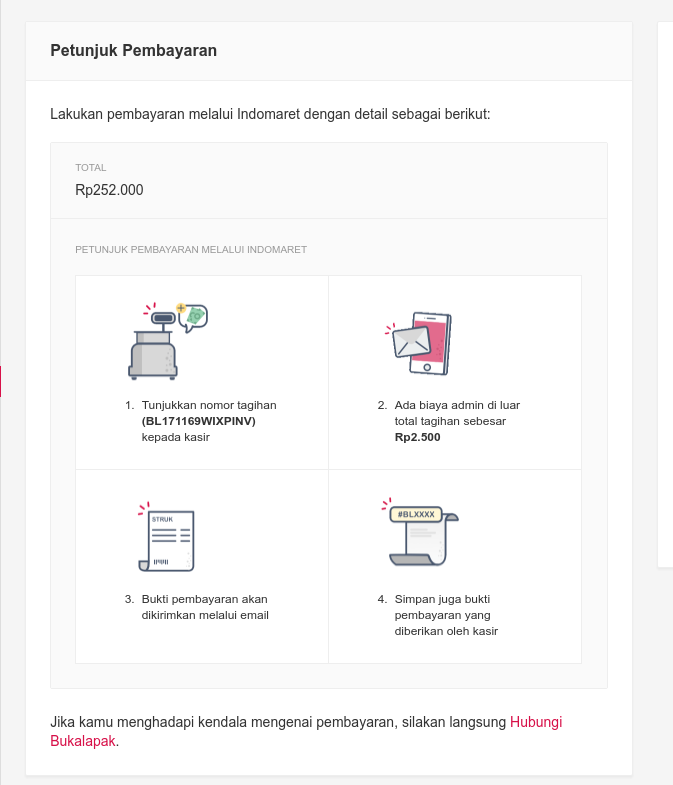 Petunjuk Pembayaran
Lakukan pembayaran melalui Indomaret dengan detail sebagai berikut:
TOTAL
Rp252.000
PETUNJUK PEMBAYARAN MELALUI INDOMARET
1. Tunjukkan nomor tagihan
(BL171169WIXPINV)
kepada kasir
2. Ada biaya admin di luar
total tagihan sebesar
Rp2.500
STRUK
3. Bukti pembayaran akan
dikirimkan melalui email
#BLXXXX
4. Simpan juga bukti
pembayaran yang
diberikan oleh kasir
Jika kamu menghadapi kendala mengenai pembayaran, silakan langsung Hubungi
Bukalapak.